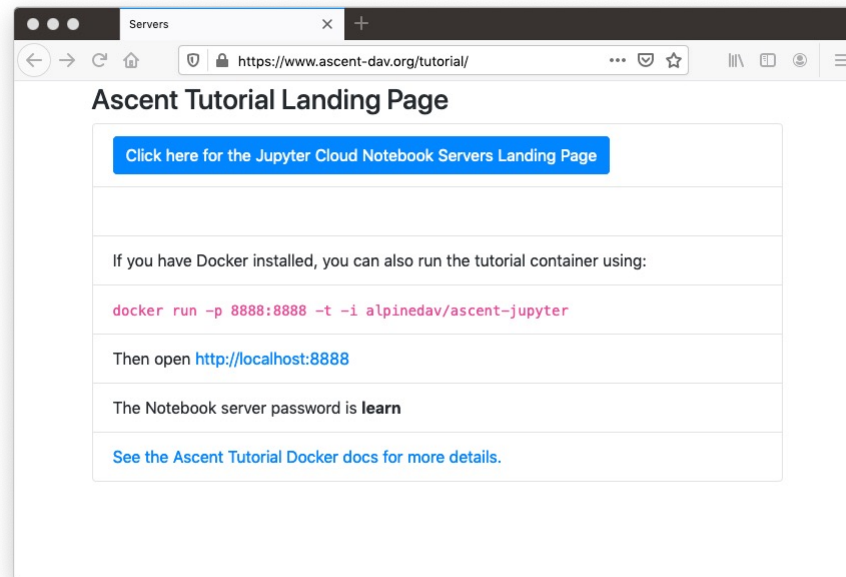 Servers
https://www.ascent-dav.org/tutorial/
Ascent Tutorial Landing Page
Click here for the Jupyter Cloud Notebook Servers Landing Page
If you have Docker installed, you can also run the tutorial container using:
docker run -p 8888:8888 -t -i alpinedav/ascent-jupyter
Then open http://localhost:8888
The Notebook server password is learn
See the Ascent Tutorial Docker docs for more details.